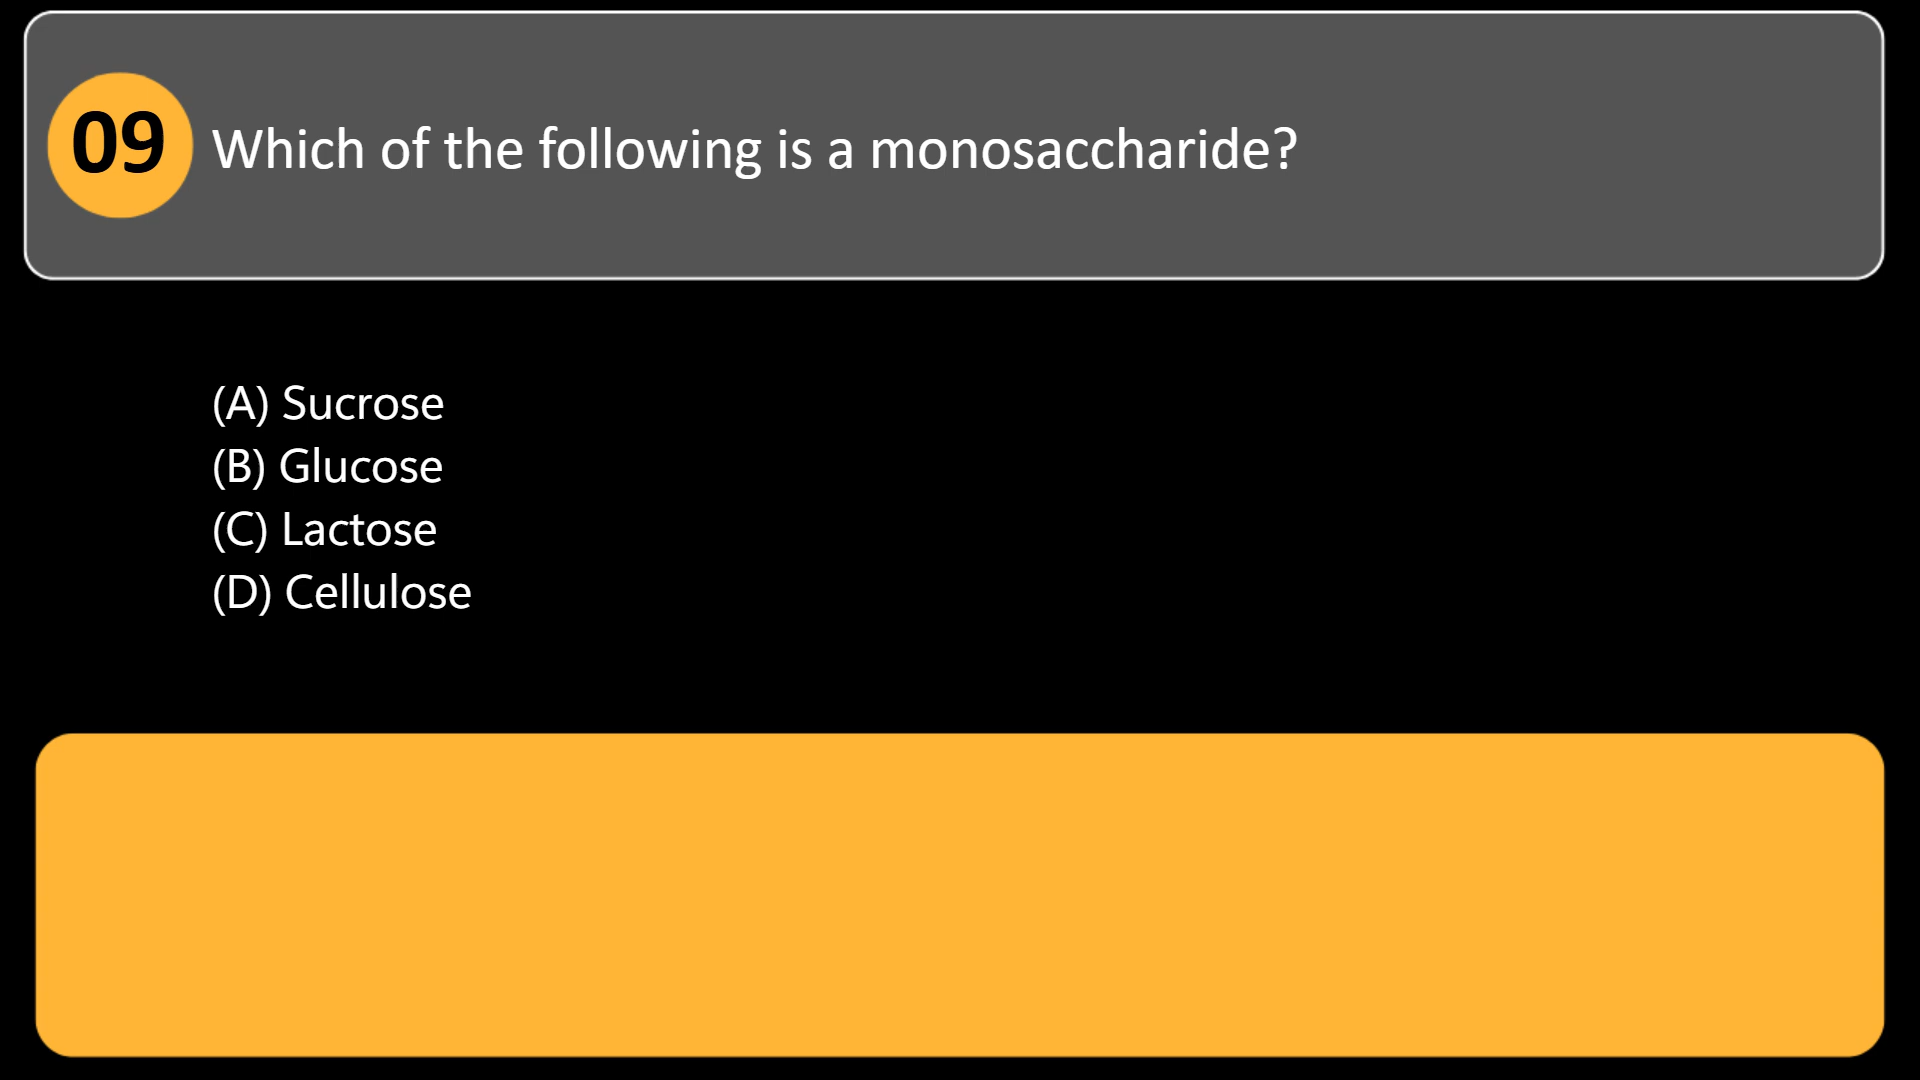 09 Which of the following is a monosaccharide?
(A) Sucrose
(B) Glucose
(C) Lactose
(D) Cellulose